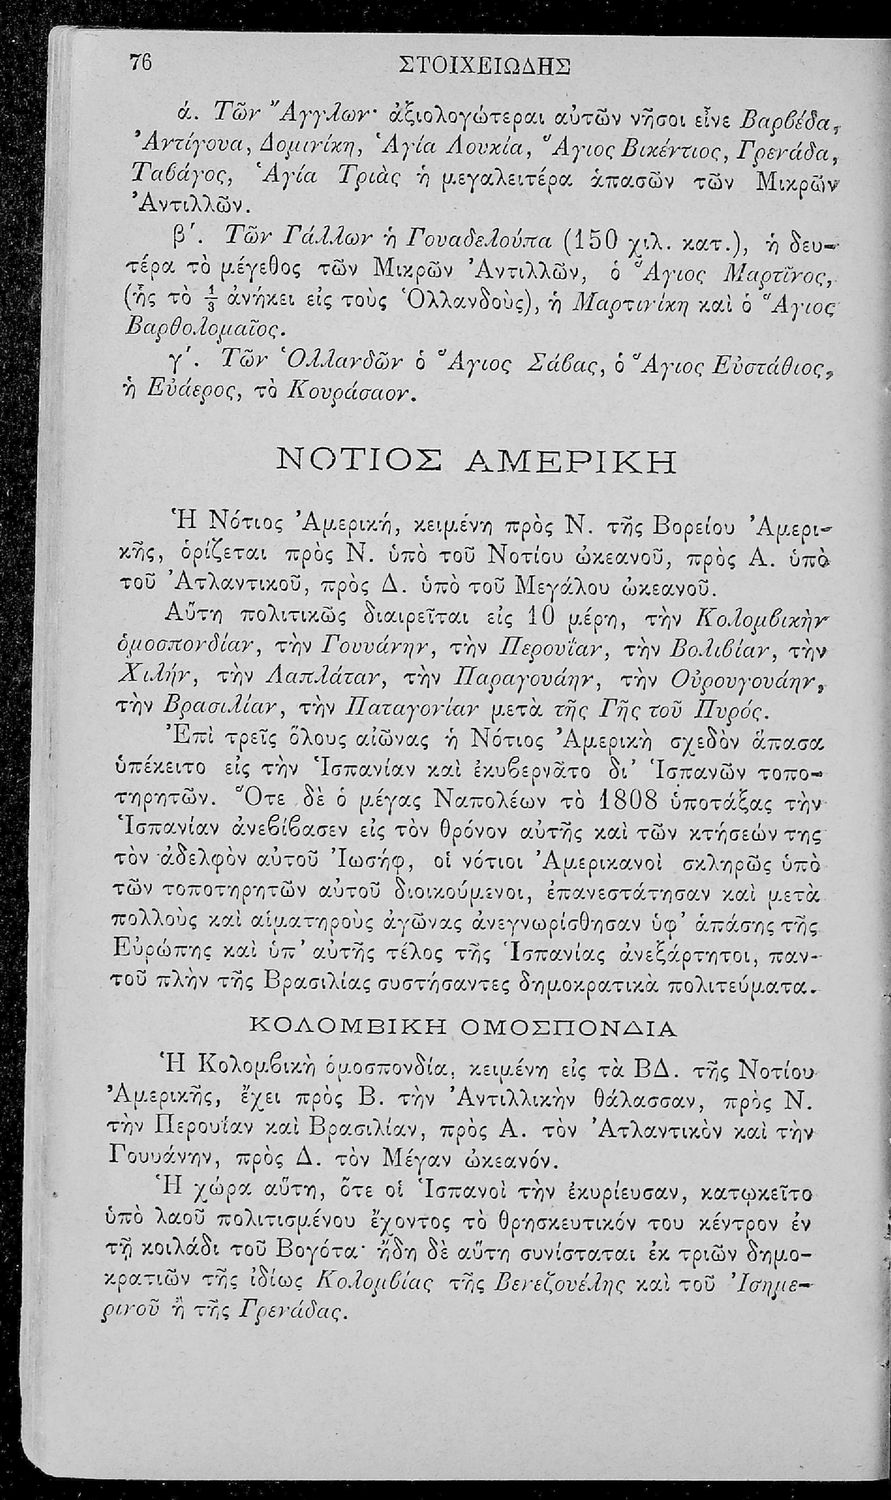 76 ΣΤΟΙΧΕΙΩΔΗΣ
ά. Τῶν Ἄγγλων· ἀξιολογώτεραι αὐτῶν νῆσοι εἶνε Βαρβέδα,
Ἀντίγουα, Δομινίκη, Ἁγία Λουκία, Ἅγιος Βικέντιος, Γρενάδα,
Ταβάγος, Ἁγία Τριὰς ἡ μεγαλειτέρα ἁπασῶν τῶν Μικρῶν
Ἀντιλλῶν.
β΄. Τῶν Γάλλων ἡ Γουαδελούπα (150 χιλ. κατ.), ἡ δευ-
τέρα τὸ μέγεθος τῶν Μικρῶν Ἀντιλλῶν, ὁ Ἅγιος Μαρτῖνος,
(ἧς τὸ ⅓ ἀνήκει εἰς τοὺς Ὁλλανδοὺς), ἡ Μαρτινίκη καὶ ὁ Ἅγιος
Βαρθολομαῖος.
γ΄. Τῶν Ὁλλανδῶν ὁ Ἅγιος Σάβας, ὁ Ἅγιος Εὐστάθιος,
ἡ Εὐάερος, τὸ Κουράσαον.
ΝΟΤΙΟΣ ΑΜΕΡΙΚΗ
Ἡ Νότιος Ἀμερική, κειμένη πρὸς Ν. τῆς Βορείου Ἀμερι-
κῆς, ὁρίζεται πρὸς Ν. ὑπὸ τοῦ Νοτίου ὠκεανοῦ, πρὸς Α. ὑπὸ
τοῦ Ἀτλαντικοῦ, πρὸς Δ. ὑπὸ τοῦ Μεγάλου ὠκεανοῦ.
Αὕτη πολιτικῶς διαιρεῖται εἰς 10 μέρη, τὴν Κολομβικὴν
ὁμοσπονδίαν, τὴν Γουυάνην, τὴν Περουΐαν, τὴν Βολιβίαν, τὴν
Χιλήν, τὴν Λαπλάταν, τὴν Παραγουάην, τὴν Οὐρουγουάην,
τὴν Βρασιλίαν, τὴν Παταγονίαν μετὰ τῆς Γῆς τοῦ Πυρός.
Ἐπὶ τρεῖς ὅλους αἰῶνας ἡ Νότιος Ἀμερικὴ σχεδὸν ἅπασα
ὑπέκειτο εἰς τὴν Ἱσπανίαν καὶ ἐκυβερνᾶτο δι' Ἱσπανῶν τοπο-
τηρητῶν. Ὅτε δὲ ὁ μέγας Ναπολέων τὸ 1808 ὑποτάξας τὴν
Ἱσπανίαν ἀνεβίβασεν εἰς τὸν θρόνον αὐτῆς καὶ τῶν κτήσεών της
τὸν ἀδελφὸν αὑτοῦ Ἰωσήφ, οἱ νότιοι Ἀμερικανοὶ σκληρῶς ὑπὸ
τῶν τοποτηρητῶν αὐτοῦ διοικούμενοι, ἐπανεστάτησαν καὶ μετὰ
πολλοὺς καὶ αἱματηροὺς ἀγῶνας ἀνεγνωρίσθησαν ὑφ' ἁπάσης τῆς
Εὐρώπης καὶ ὑπ' αὐτῆς τέλος τῆς Ἱσπανίας ἀνεξάρτητοι, παν-
τοῦ πλὴν τῆς Βρασιλίας συστήσαντες δημοκρατικὰ πολιτεύματα.
ΚΟΛΟΜΒΙΚΗ ΟΜΟΣΠΟΝΔΙΑ
Ἡ Κολομβικὴ ὁμοσπονδία, κειμένη εἰς τὰ ΒΔ. τῆς Νοτίου
Ἀμερικῆς, ἔχει πρὸς Β. τὴν Ἀντιλλικὴν θάλασσαν, πρὸς Ν.
τὴν Περουΐαν καὶ Βρασιλίαν, πρὸς Α. τὸν Ἀτλαντικὸν καὶ τὴν
Γουυάνην, πρὸς Δ. τὸν Μέγαν ὠκεανόν.
Ἡ χώρα αὕτη, ὅτε οἱ Ἱσπανοὶ τὴν ἐκυρίευσαν, κατῳκεῖτο
ὑπὸ λαοῦ πολιτισμένου ἔχοντος τὸ θρησκευτικόν του κέντρον ἐν
τῇ κοιλάδι τοῦ Βογότα· ἤδη δὲ αὕτη συνίσταται ἐκ τριῶν δημο-
κρατιῶν τῆς ἰδίως Κολομβίας τῆς Βενεζουέλης καὶ τοῦ Ἰσημε-
ρινοῦ ἢ τῆς Γρενάδας.